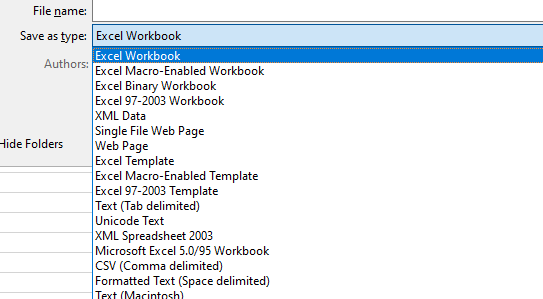 File name:
Save as type: Excel Workbook
Excel Workbook
Authors: Excel Macro-Enabled Workbook
Excel Binary Workbook
Excel 97-2003 Workbook
XML Data
Single File Web Page
Hide Folders Web Page
Excel Template
Excel Macro-Enabled Template
Excel 97-2003 Template
Text (Tab delimited)
Unicode Text
XML Spreadsheet 2003
Microsoft Excel 5.0/95 Workbook
CSV (Comma delimited)
Formatted Text (Space delimited)
Text (Macintosh)